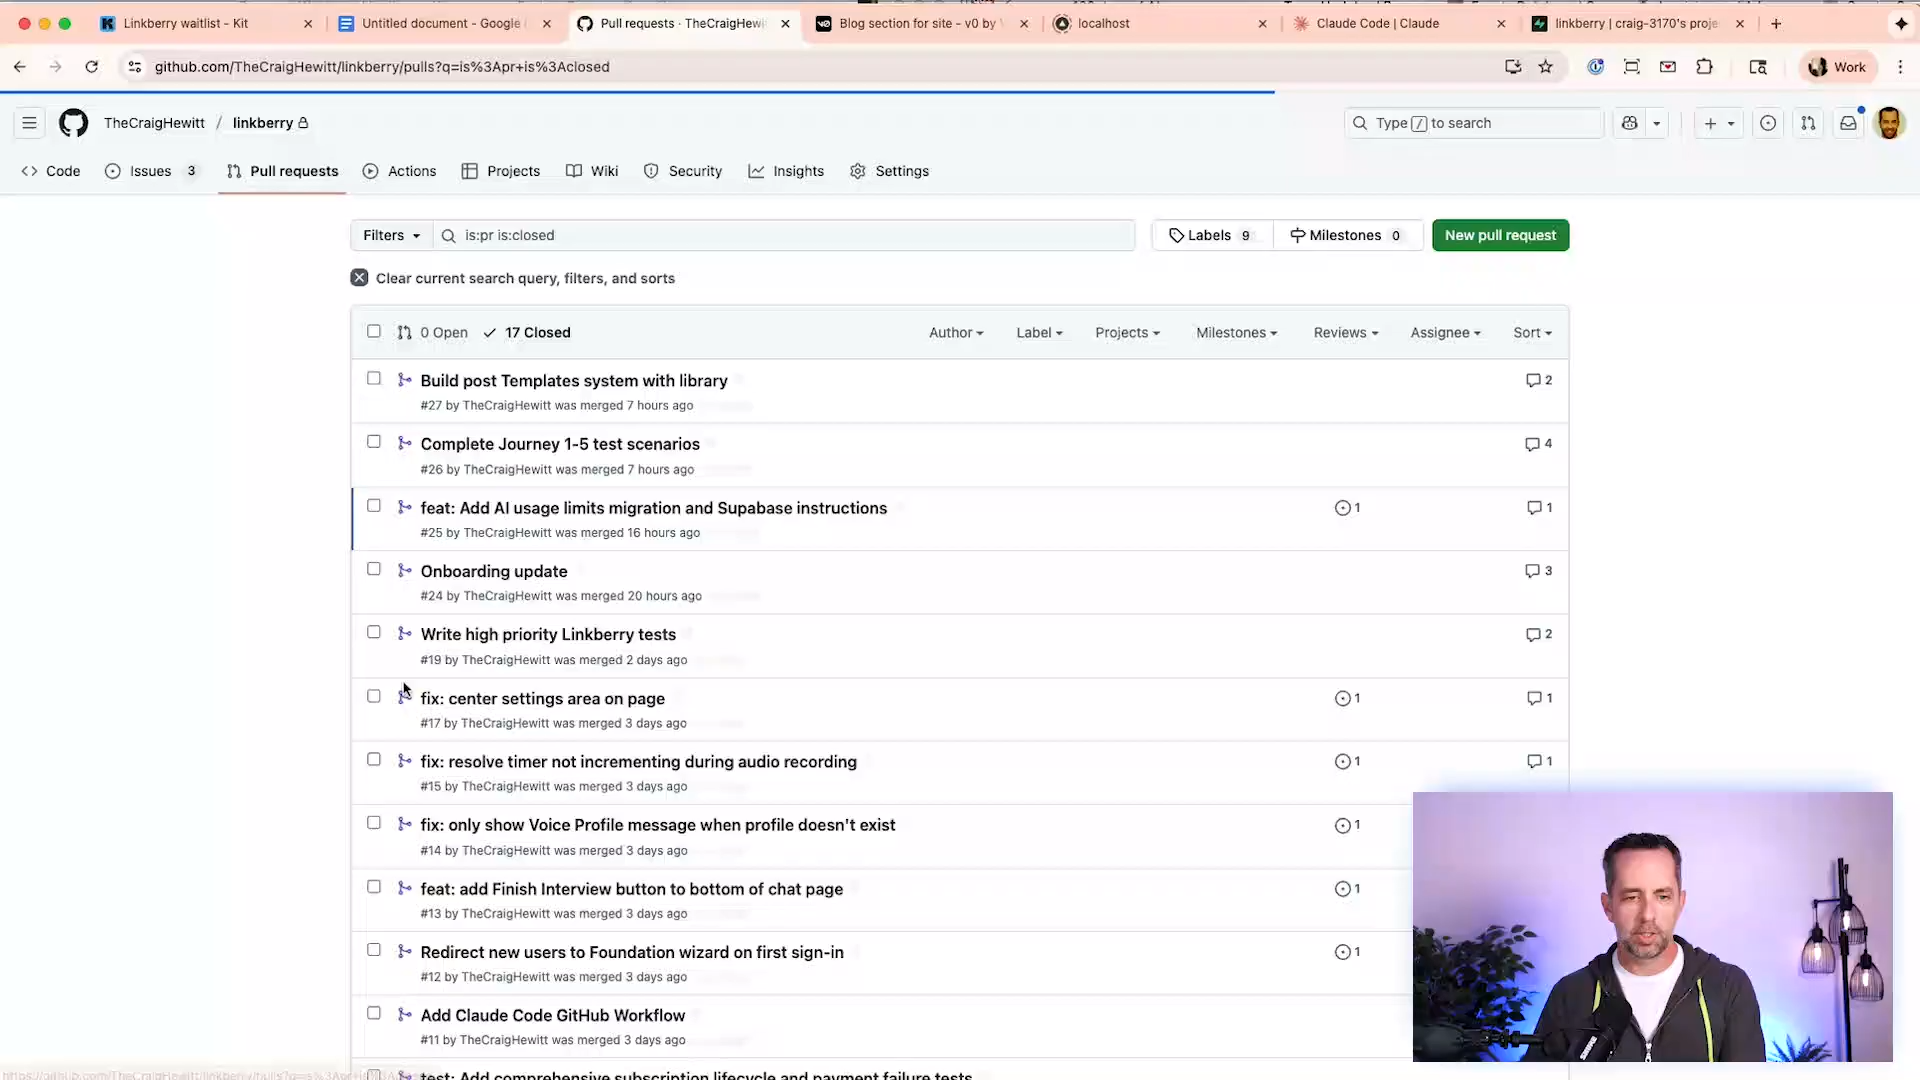 Linkberry waitlist - Kit
Untitled document - Google
Pull requests · TheCraigHewi
Blog section for site - v0 by
localhost
Claude Code | Claude
linkberry | craig-3170's proje
github.com/TheCraigHewitt/linkberry/pulls?q=is%3Apr+is%3Aclosed
Work
TheCraigHewitt / linkberry
Type / to search
Code
Issues 3
Pull requests
Actions
Projects
Wiki
Security
Insights
Settings
Filters
is:pr is:closed
Labels 9
Milestones 0
New pull request
Clear current search query, filters, and sorts
0 Open
17 Closed
Author
Label
Projects
Milestones
Reviews
Assignee
Sort
Build post Templates system with library
2
#27 by TheCraigHewitt was merged 7 hours ago
Complete Journey 1-5 test scenarios
4
#26 by TheCraigHewitt was merged 7 hours ago
feat: Add AI usage limits migration and Supabase instructions
1
1
#25 by TheCraigHewitt was merged 16 hours ago
Onboarding update
3
#24 by TheCraigHewitt was merged 20 hours ago
Write high priority Linkberry tests
2
#19 by TheCraigHewitt was merged 2 days ago
fix: center settings area on page
1
1
#17 by TheCraigHewitt was merged 3 days ago
fix: resolve timer not incrementing during audio recording
1
1
#15 by TheCraigHewitt was merged 3 days ago
fix: only show Voice Profile message when profile doesn't exist
1
#14 by TheCraigHewitt was merged 3 days ago
feat: add Finish Interview button to bottom of chat page
1
#13 by TheCraigHewitt was merged 3 days ago
Redirect new users to Foundation wizard on first sign-in
1
#12 by TheCraigHewitt was merged 3 days ago
Add Claude Code GitHub Workflow
#11 by TheCraigHewitt was merged 3 days ago
test: Add comprehensive subscription lifecycle and payment failure tests